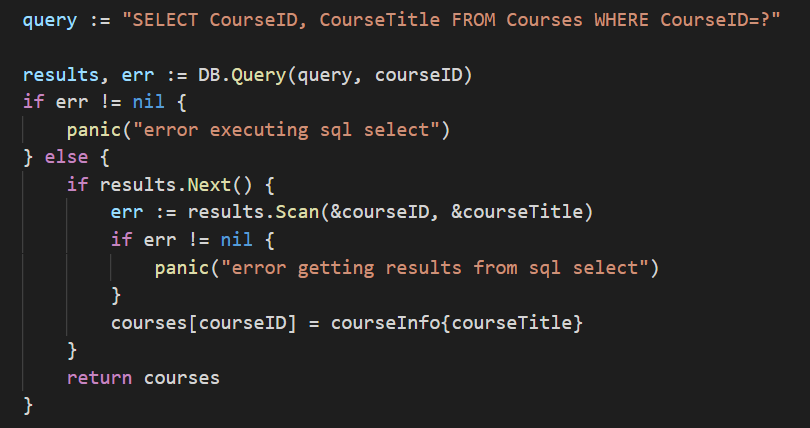 query := "SELECT CourseID, CourseTitle FROM Courses WHERE CourseID=?"

results, err := DB.Query(query, courseID)
if err != nil {
    panic("error executing sql select")
} else {
    if results.Next() {
        err := results.Scan(&courseID, &courseTitle)
        if err != nil {
            panic("error getting results from sql select")
        }
        courses[courseID] = courseInfo{courseTitle}
    }
    return courses
}